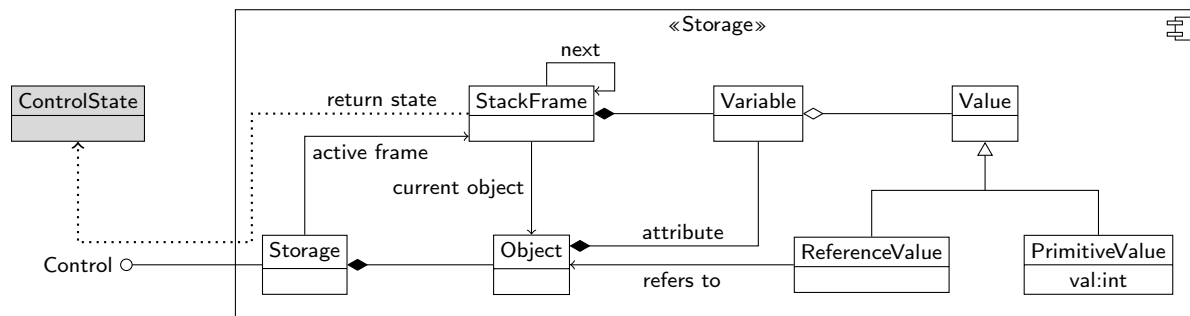 «Storage»
next
ControlState
return state
StackFrame
Variable
Value
active frame
current object
Control
Storage
Object
attribute
refers to
ReferenceValue
PrimitiveValue
val:int